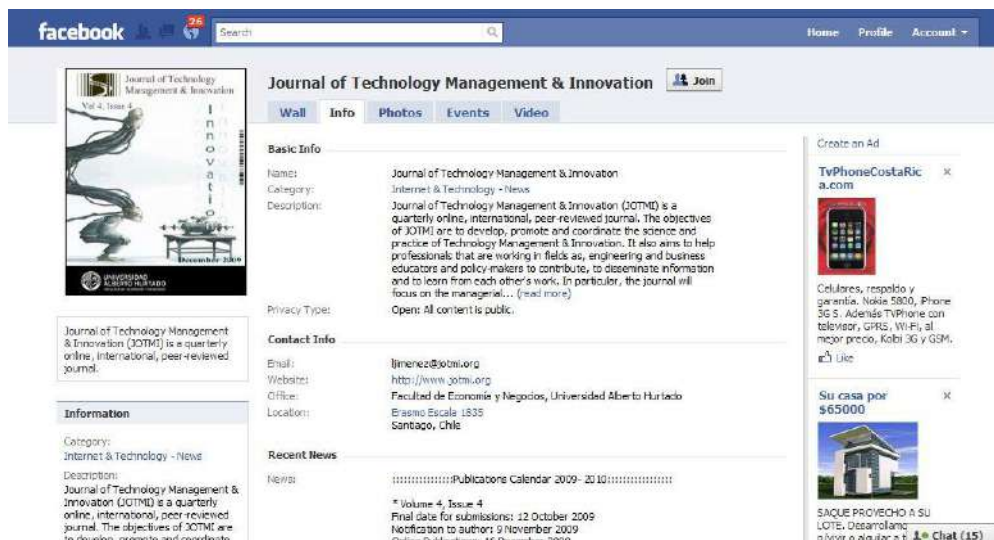 facebook
26
Search
Home Profile Account
Journal of Technology
Management & Innovation
Vol 4, Issue 4
Innovation
December 2009
UNIVERSIDAD
ALBERTO HURTADO
Journal of Technology Management
& Innovation (JOTMI) is a quarterly
online, international, peer-reviewed
journal.
Information
Category:
Internet & Technology - News
Description:
Journal of Technology Management &
Innovation (JOTMI) is a quarterly
online, international, peer-reviewed
journal. The objectives of JOTMI are
to develop, promote and coordinate
Journal of Technology Management & Innovation
Join
Wall Info Photos Events Video
Basic Info
Name: Journal of Technology Management & Innovation
Category: Internet & Technology - News
Description: Journal of Technology Management & Innovation (JOTMI) is a
quarterly online, international, peer-reviewed journal. The objectives
of JOTMI are to develop, promote and coordinate the science and
practice of Technology Management & Innovation. It also aims to help
professionals that are working in fields as, engineering and business
educators and policy-makers to contribute, to disseminate information
and to learn from each other's work. In particular, the journal will
focus on the managerial... (read more)
Privacy Type: Open: All content is public.
Contact Info
Email: ljimenez@jotmi.org
Website: http://www.jotmi.org
Office: Facultad de Economía y Negocios, Universidad Alberto Hurtado
Location: Erasmo Escala 1835
Santiago, Chile
Recent News
News: ::::::::::::::::Publications Calendar 2009- 2010:::::::::::::::::
* Volume 4, Issue 4
Final date for submissions: 12 October 2009
Notification to author: 9 November 2009
Create an Ad
TvPhoneCostaRic
a.com
Celulares, respaldo y
garantía. Nokia 5800, iPhone
3G S. Además TVPhone con
televisor, GPRS, Wi-Fi, al
mejor precio, Kolbi 3G y GSM.
Like
Su casa por
$65000
SAQUE PROVECHO A SU
LOTE. Desarrollamo
Chat (15)